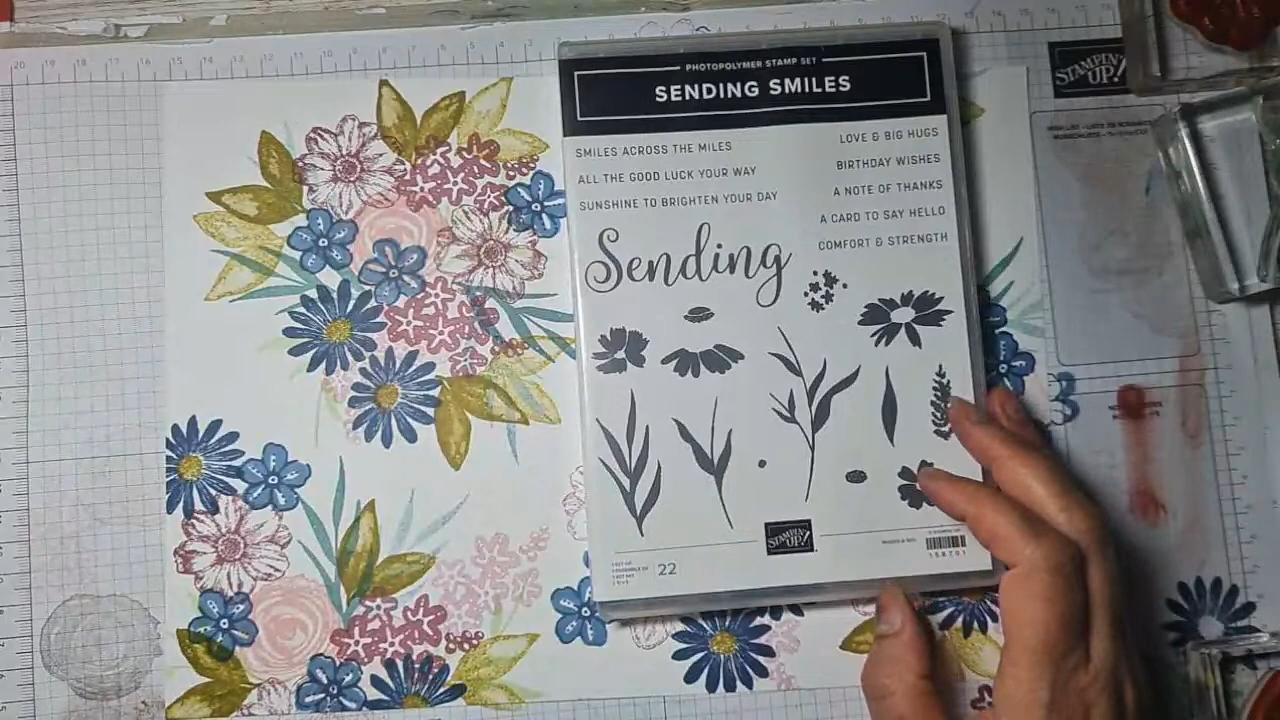 PHOTOPOLYMER STAMP SET
SENDING SMILES
SMILES ACROSS THE MILES
ALL THE GOOD LUCK YOUR WAY
SUNSHINE TO BRIGHTEN YOUR DAY
LOVE & BIG HUGS
BIRTHDAY WISHES
A NOTE OF THANKS
A CARD TO SAY HELLO
COMFORT & STRENGTH
Sending
STAMPIN' UP!
22
158701
STAMPIN' UP!